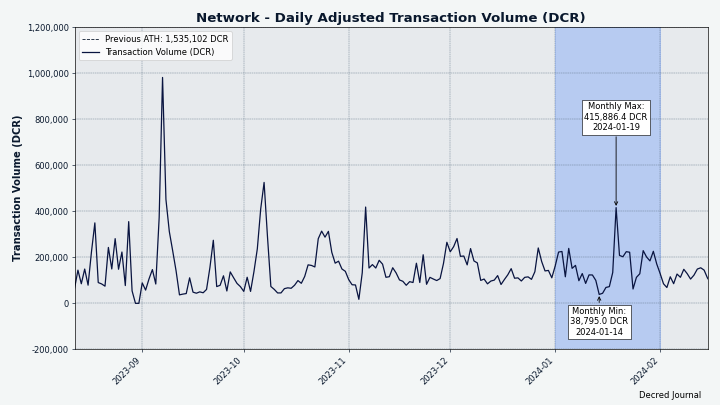 Network - Daily Adjusted Transaction Volume (DCR)
Transaction Volume (DCR)
1,200,000
1,000,000
800,000
600,000
400,000
200,000
0
-200,000
Previous ATH: 1,535,102 DCR
Transaction Volume (DCR)
Monthly Max:
415,886.4 DCR
2024-01-19
Monthly Min:
38,795.0 DCR
2024-01-14
2023-09
2023-10
2023-11
2023-12
2024-01
2024-02
Decred Journal